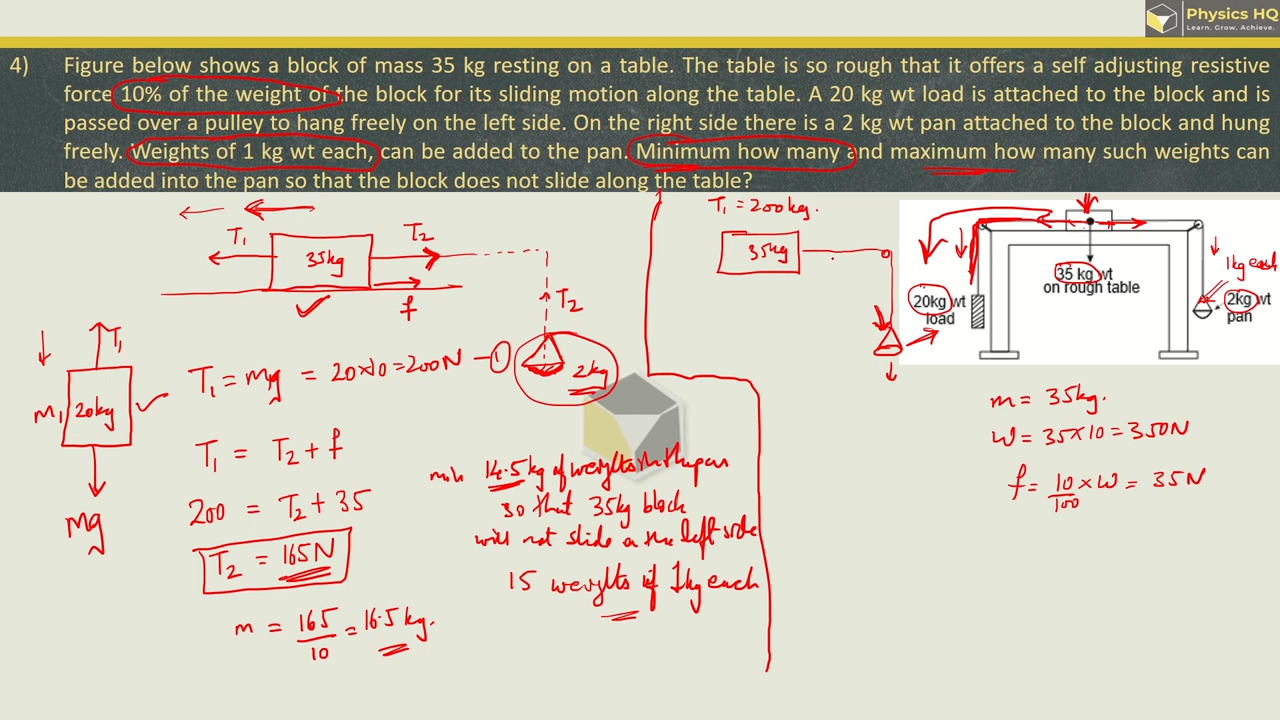 Physics HQ
Learn. Grow. Achieve.
4) Figure below shows a block of mass 35 kg resting on a table. The table is so rough that it offers a self adjusting resistive
force 10% of the weight of the block for its sliding motion along the table. A 20 kg wt load is attached to the block and is
passed over a pulley to hang freely on the left side. On the right side there is a 2 kg wt pan attached to the block and hung
freely. Weights of 1 kg wt each, can be added to the pan. Minimum how many and maximum how many such weights can
be added into the pan so that the block does not slide along the table?
T₁
35kg
T₂
f
T₂
2kg
T₁
M₁ 20kg
mg
T₁ = mg = 20×10 = 200N — ①
T₁ = T₂ + f
200 = T₂ + 35
T₂ = 165N
m = 165/10 = 16.5kg.
min 14.5kg of weights in the pan
so that 35kg block
will not slide on the left side
15 weights of 1kg each
T₁ = 200kg.
35kg
35 kg wt
on rough table
20kg wt
load
1kg each
2kg wt
pan
m = 35kg.
W = 35×10 = 350N
f = 10/100 × W = 35N